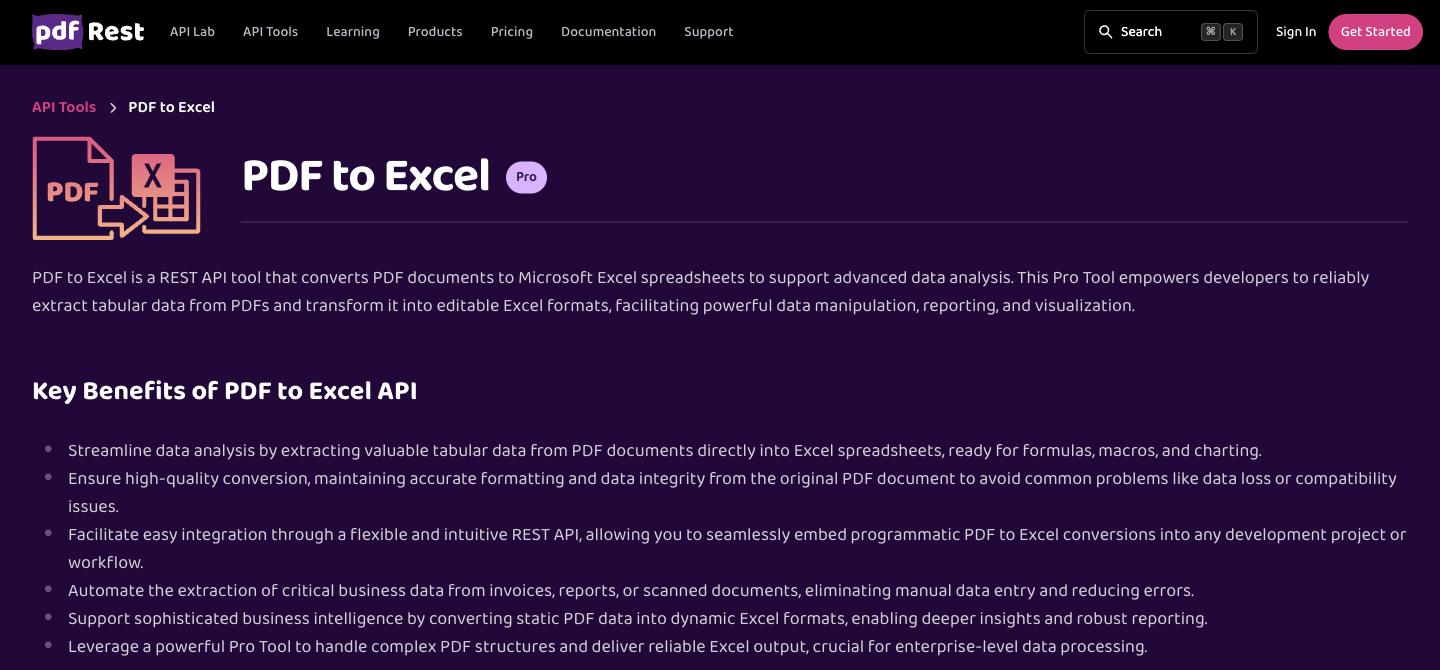 pdf Rest API Lab API Tools Learning Products Pricing Documentation Support Search ⌘ K Sign In Get Started
API Tools > PDF to Excel
PDF X
PDF to Excel Pro
PDF to Excel is a REST API tool that converts PDF documents to Microsoft Excel spreadsheets to support advanced data analysis. This Pro Tool empowers developers to reliably
extract tabular data from PDFs and transform it into editable Excel formats, facilitating powerful data manipulation, reporting, and visualization.
Key Benefits of PDF to Excel API
Streamline data analysis by extracting valuable tabular data from PDF documents directly into Excel spreadsheets, ready for formulas, macros, and charting.
Ensure high-quality conversion, maintaining accurate formatting and data integrity from the original PDF document to avoid common problems like data loss or compatibility
issues.
Facilitate easy integration through a flexible and intuitive REST API, allowing you to seamlessly embed programmatic PDF to Excel conversions into any development project or
workflow.
Automate the extraction of critical business data from invoices, reports, or scanned documents, eliminating manual data entry and reducing errors.
Support sophisticated business intelligence by converting static PDF data into dynamic Excel formats, enabling deeper insights and robust reporting.
Leverage a powerful Pro Tool to handle complex PDF structures and deliver reliable Excel output, crucial for enterprise-level data processing.